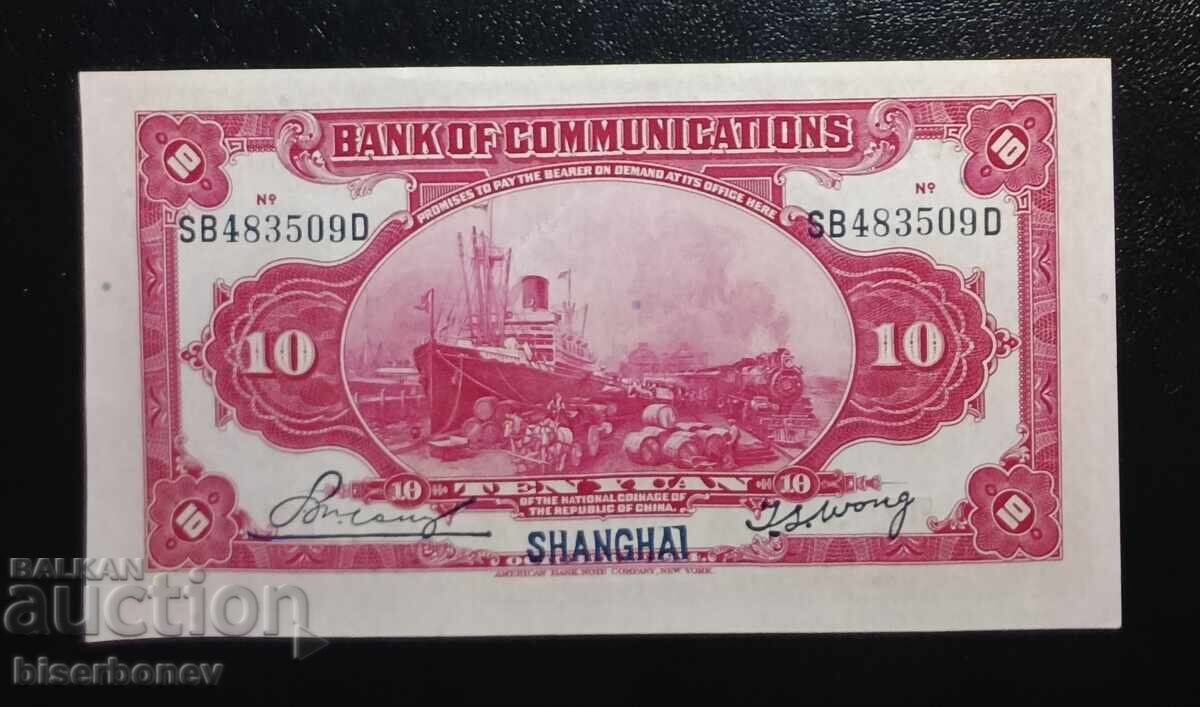 BANK OF COMMUNICATIONS
PROMISES TO PAY THE BEARER ON DEMAND AT ITS OFFICE HERE
10
10
Nº
Nº
SB483509D
SB483509D
10
10
10 TEN YUAN 10
OF THE NATIONAL COINAGE OF
THE REPUBLIC OF CHINA.
T.S. Wong
10
10
SHANGHAI
AMERICAN BANK NOTE COMPANY, NEW YORK.
BALKAN
auction
biserbonev